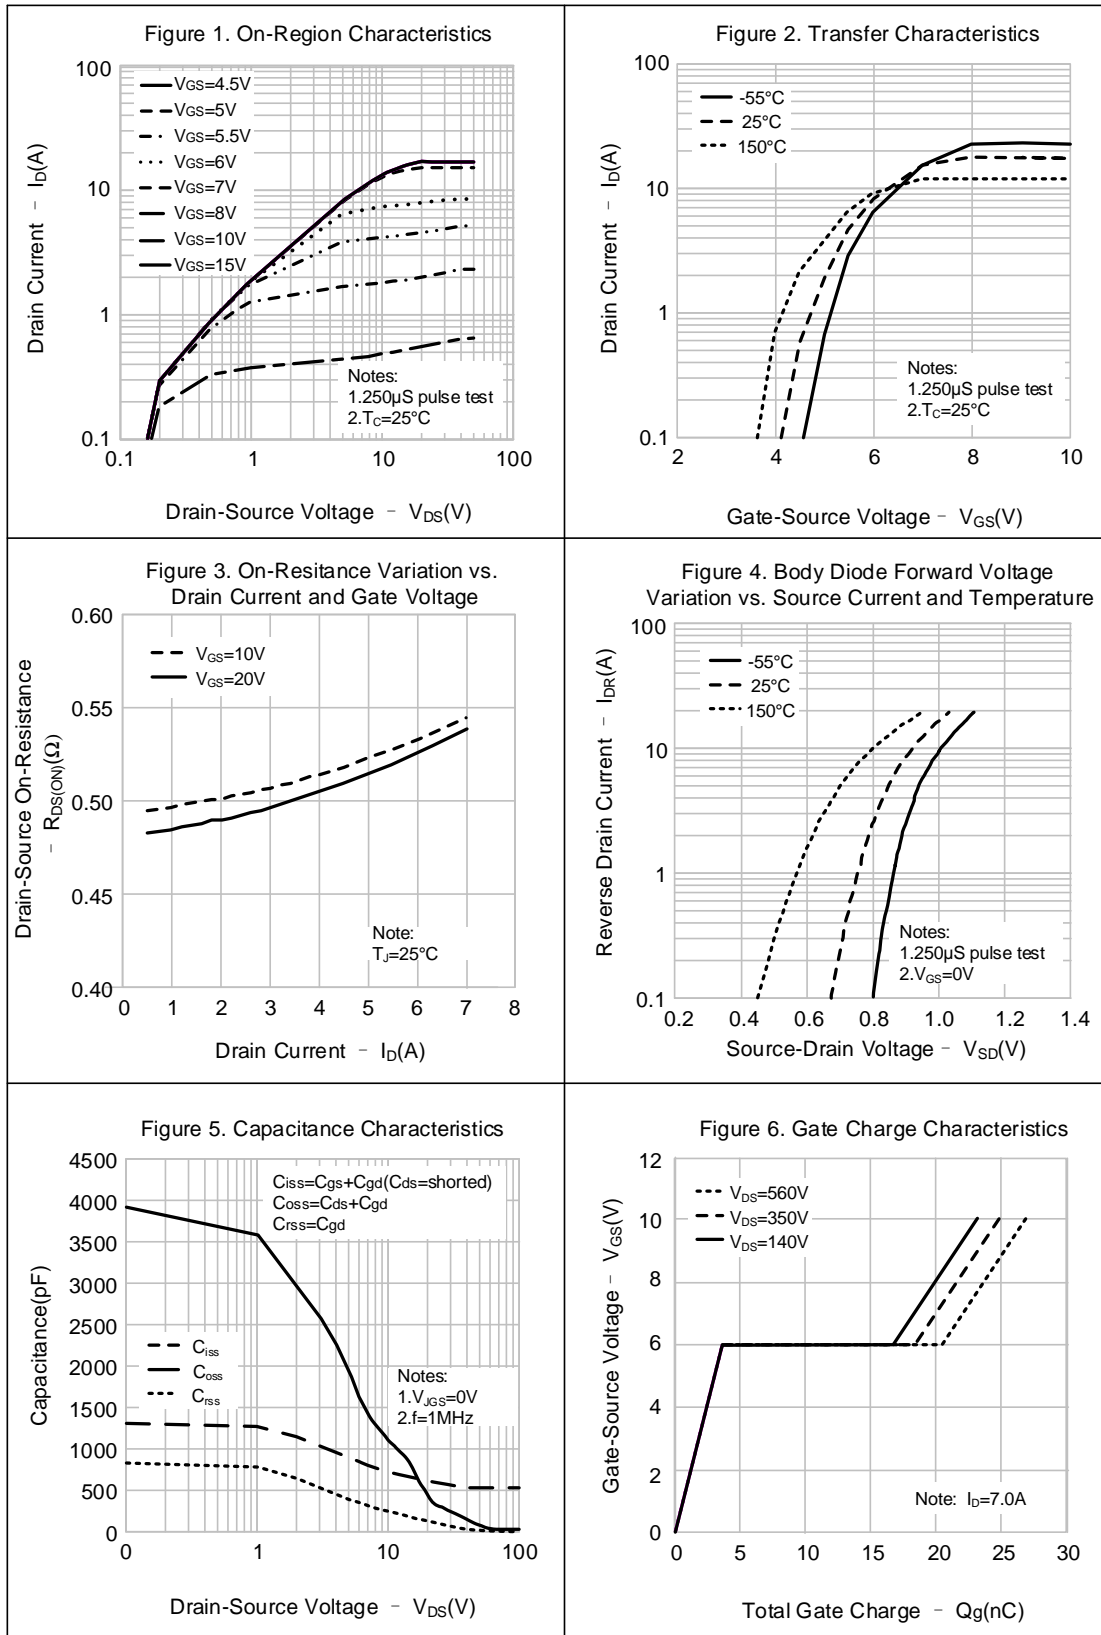 Figure 1. On-Region Characteristics
100
10
1
0.1
0.1
1
10
100
Drain Current － ID(A)
VGS=4.5V
VGS=5V
VGS=5.5V
VGS=6V
VGS=7V
VGS=8V
VGS=10V
VGS=15V
Notes:
1.250µS pulse test
2.TC=25°C
Drain-Source Voltage － VDS(V)
Figure 2. Transfer Characteristics
100
10
1
0.1
2
4
6
8
10
Drain Current － ID(A)
-55°C
25°C
150°C
Notes:
1.250µS pulse test
2.TC=25°C
Gate-Source Voltage － VGS(V)
Figure 3. On-Resitance Variation vs.
Drain Current and Gate Voltage
0.60
0.55
0.50
0.45
0.40
0
1
2
3
4
5
6
7
8
Drain-Source On-Resistance
－ RDS(ON)(Ω)
VGS=10V
VGS=20V
Note:
TJ=25°C
Drain Current － ID(A)
Figure 4. Body Diode Forward Voltage
Variation vs. Source Current and Temperature
100
10
1
0.1
0.2
0.4
0.6
0.8
1.0
1.2
1.4
Reverse Drain Current － IDR(A)
-55°C
25°C
150°C
Notes:
1.250µS pulse test
2.VGS=0V
Source-Drain Voltage － VSD(V)
Figure 5. Capacitance Characteristics
4500
4000
3500
3000
2500
2000
1500
1000
500
0
0
1
10
100
Capacitance(pF)
Ciss=Cgs+Cgd(Cds=shorted)
Coss=Cds+Cgd
Crss=Cgd
Ciss
Coss
Crss
Notes:
1.VJGS=0V
2.f=1MHz
Drain-Source Voltage － VDS(V)
Figure 6. Gate Charge Characteristics
12
10
8
6
4
2
0
0
5
10
15
20
25
30
Gate-Source Voltage － VGS(V)
VDS=560V
VDS=350V
VDS=140V
Note: ID=7.0A
Total Gate Charge － Qg(nC)